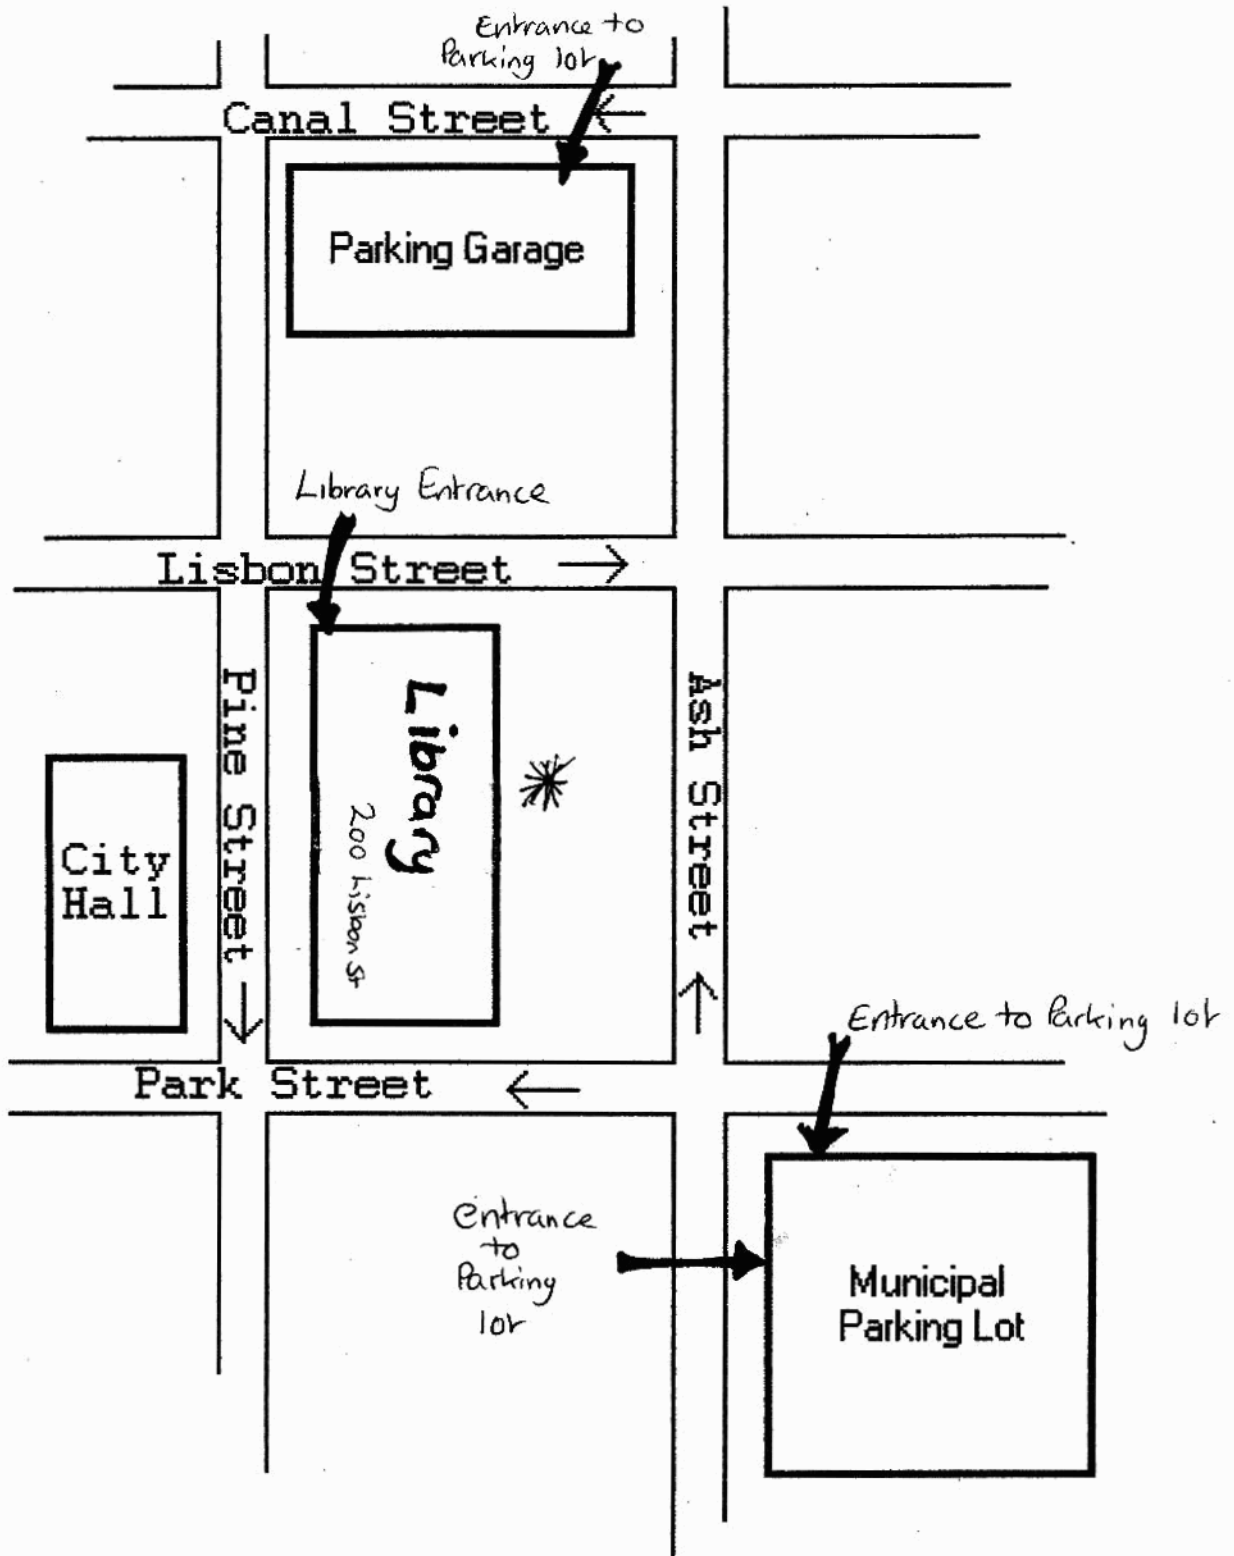 Entrance to
Parking lot
Canal Street
Parking Garage
Library Entrance
Lisbon Street
Pine Street
Library
200 Lisbon St
Ash Street
City
Hall
Entrance to Parking lot
Park Street
Entrance
to
Parking
lot
Municipal
Parking Lot